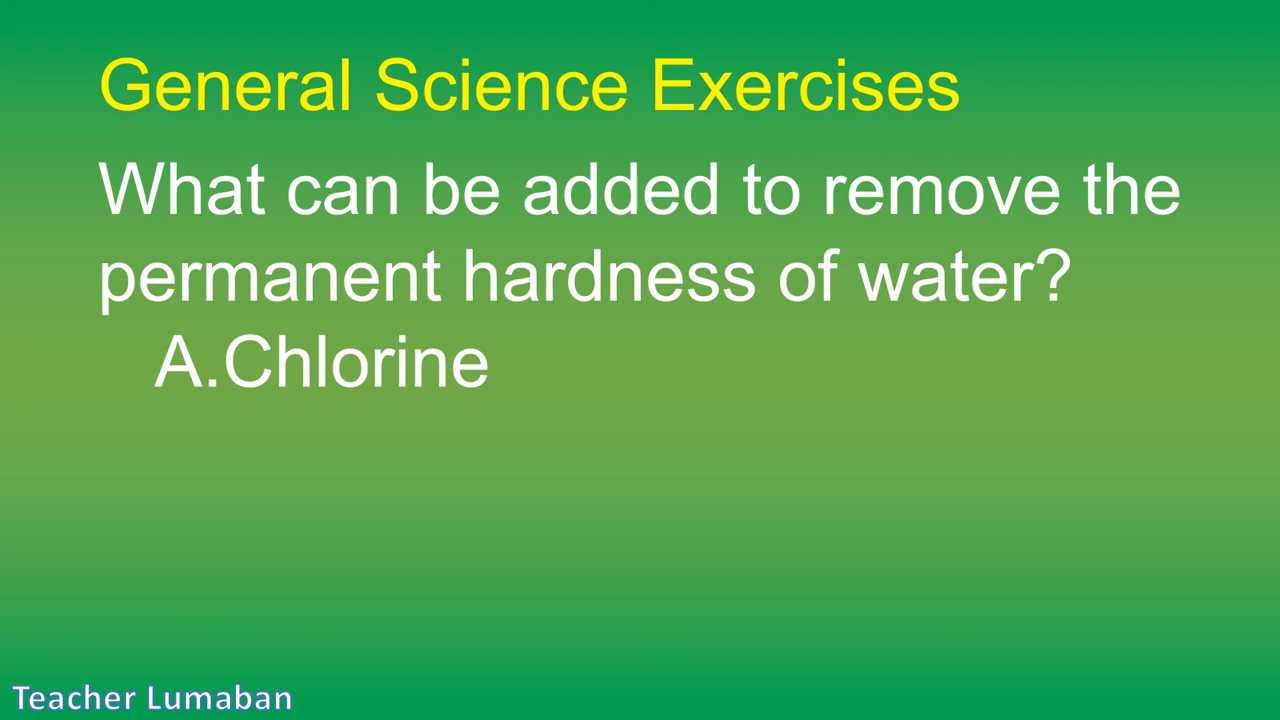 General Science Exercises
What can be added to remove the
permanent hardness of water?
A.Chlorine
Teacher Lumaban